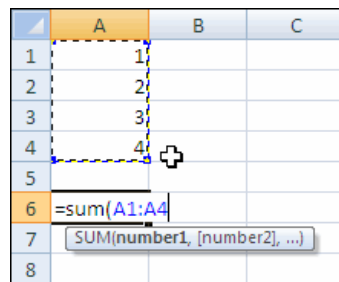 A B C
1 1
2 2
3 3
4 4
5
6 =sum(A1:A4
7 SUM(number1, [number2], ...)
8